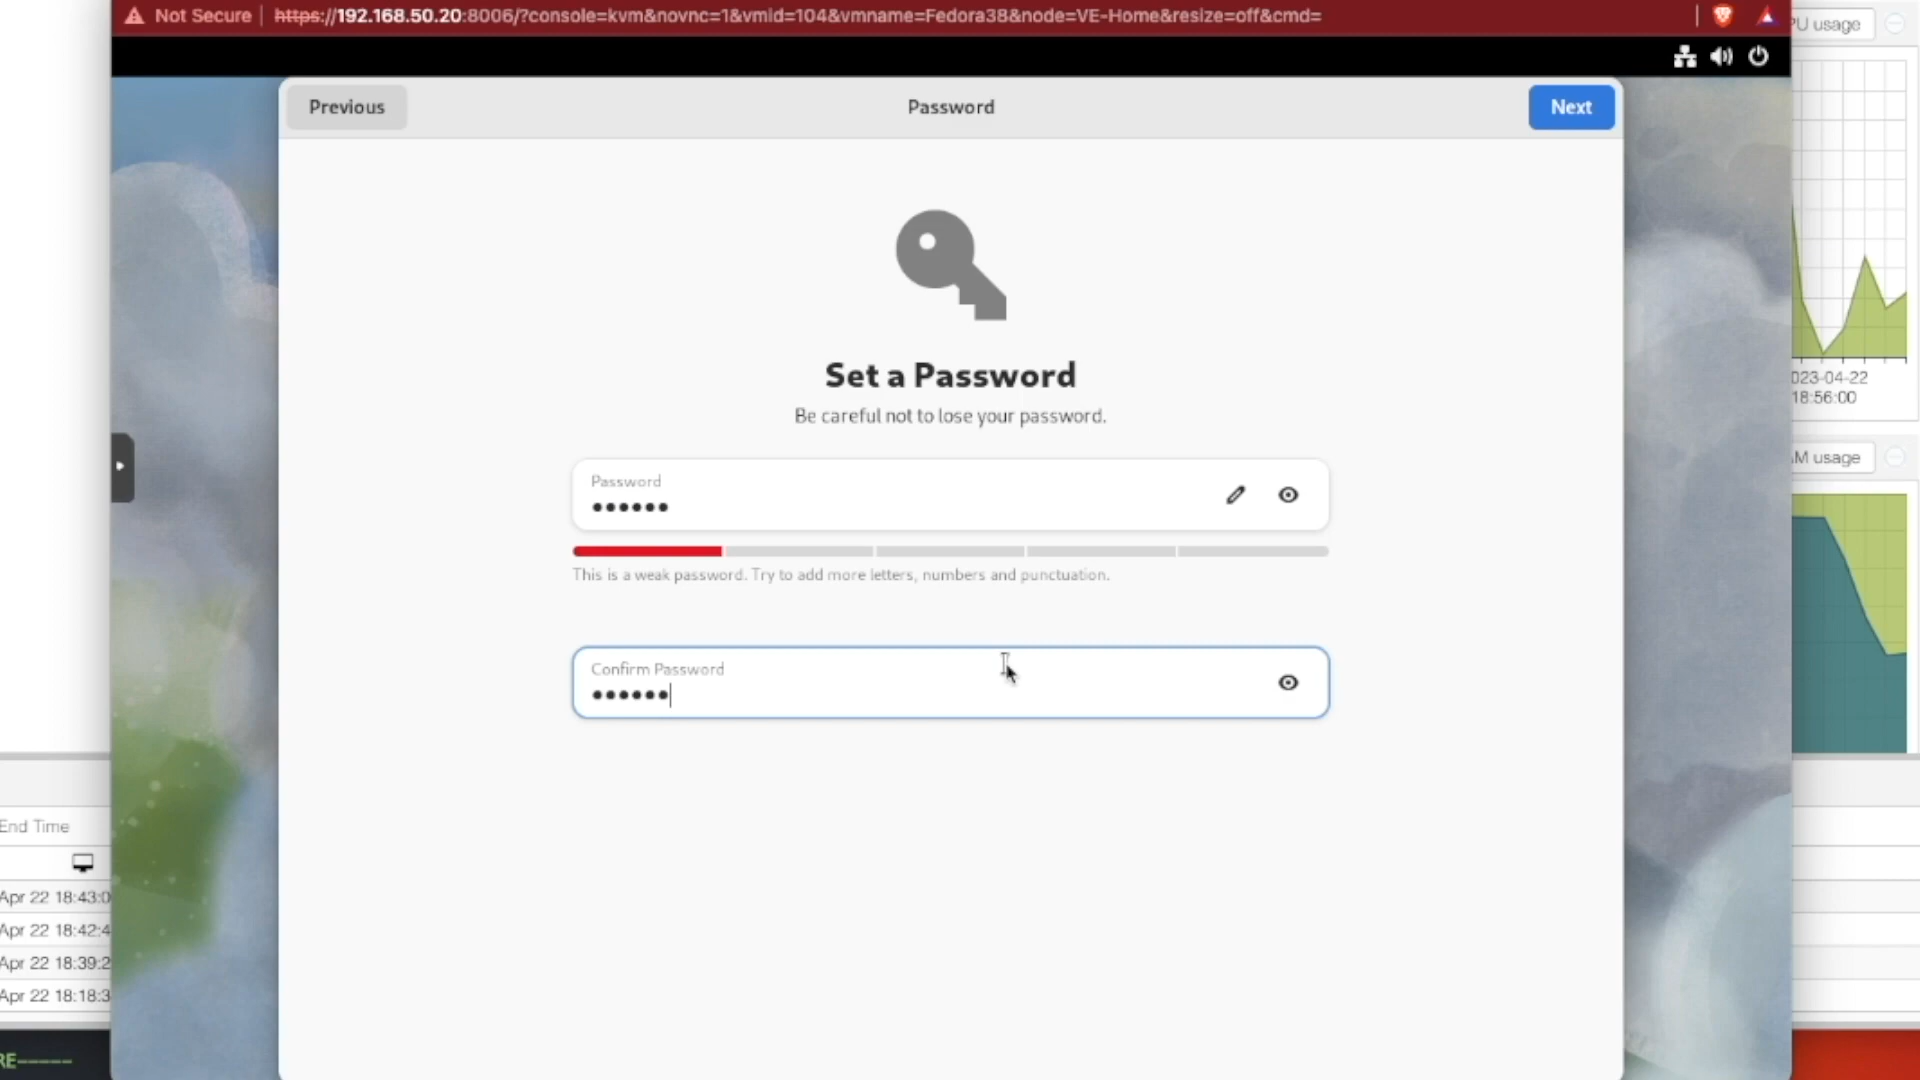 Not Secure https://192.168.50.20:8006/?console=kvm&novnc=1&vmid=104&vmname=Fedora38&node=VE-Home&resize=off&cmd=
PU usage
Previous
Password
Next
Set a Password
Be careful not to lose your password.
023-04-22
18:56:00
Password
••••••
This is a weak password. Try to add more letters, numbers and punctuation.
M usage
Confirm Password
••••••
End Time
Apr 22 18:43:0
Apr 22 18:42:4
Apr 22 18:39:2
Apr 22 18:18:3
RE-----